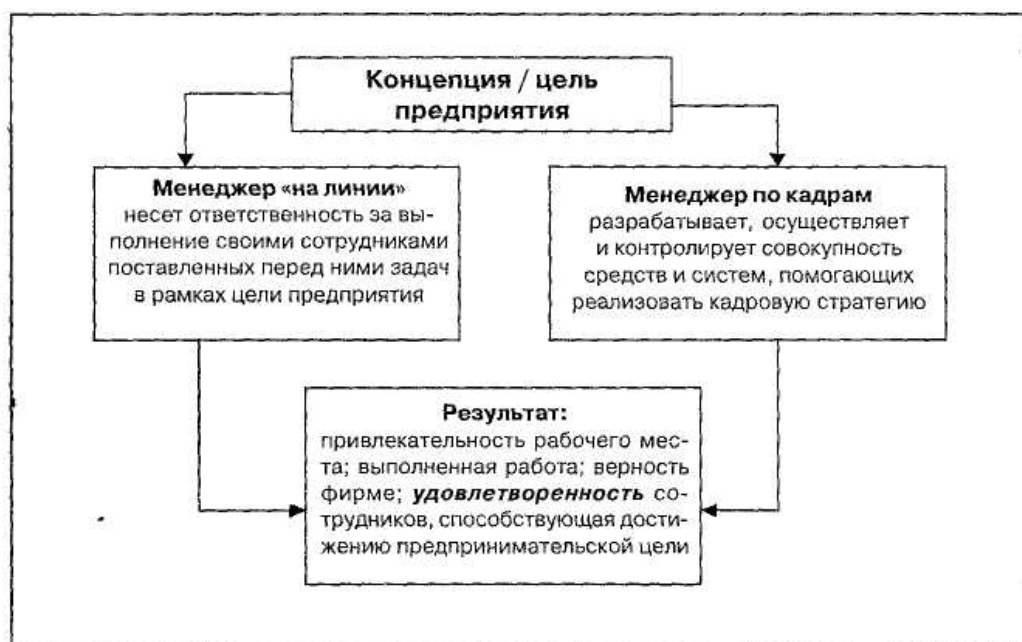 Концепция / цель
предприятия
Менеджер «на линии»
несет ответственность за вы-
полнение своими сотрудниками
поставленных перед ними задач
в рамках цели предприятия
Менеджер по кадрам
разрабатывает, осуществляет
и контролирует совокупность
средств и систем, помогающих
реализовать кадровую стратегию
Результат:
привлекательность рабочего мес-
та; выполненная работа; верность
фирме; удовлетворенность со-
трудников, способствующая дости-
жению предпринимательской цели